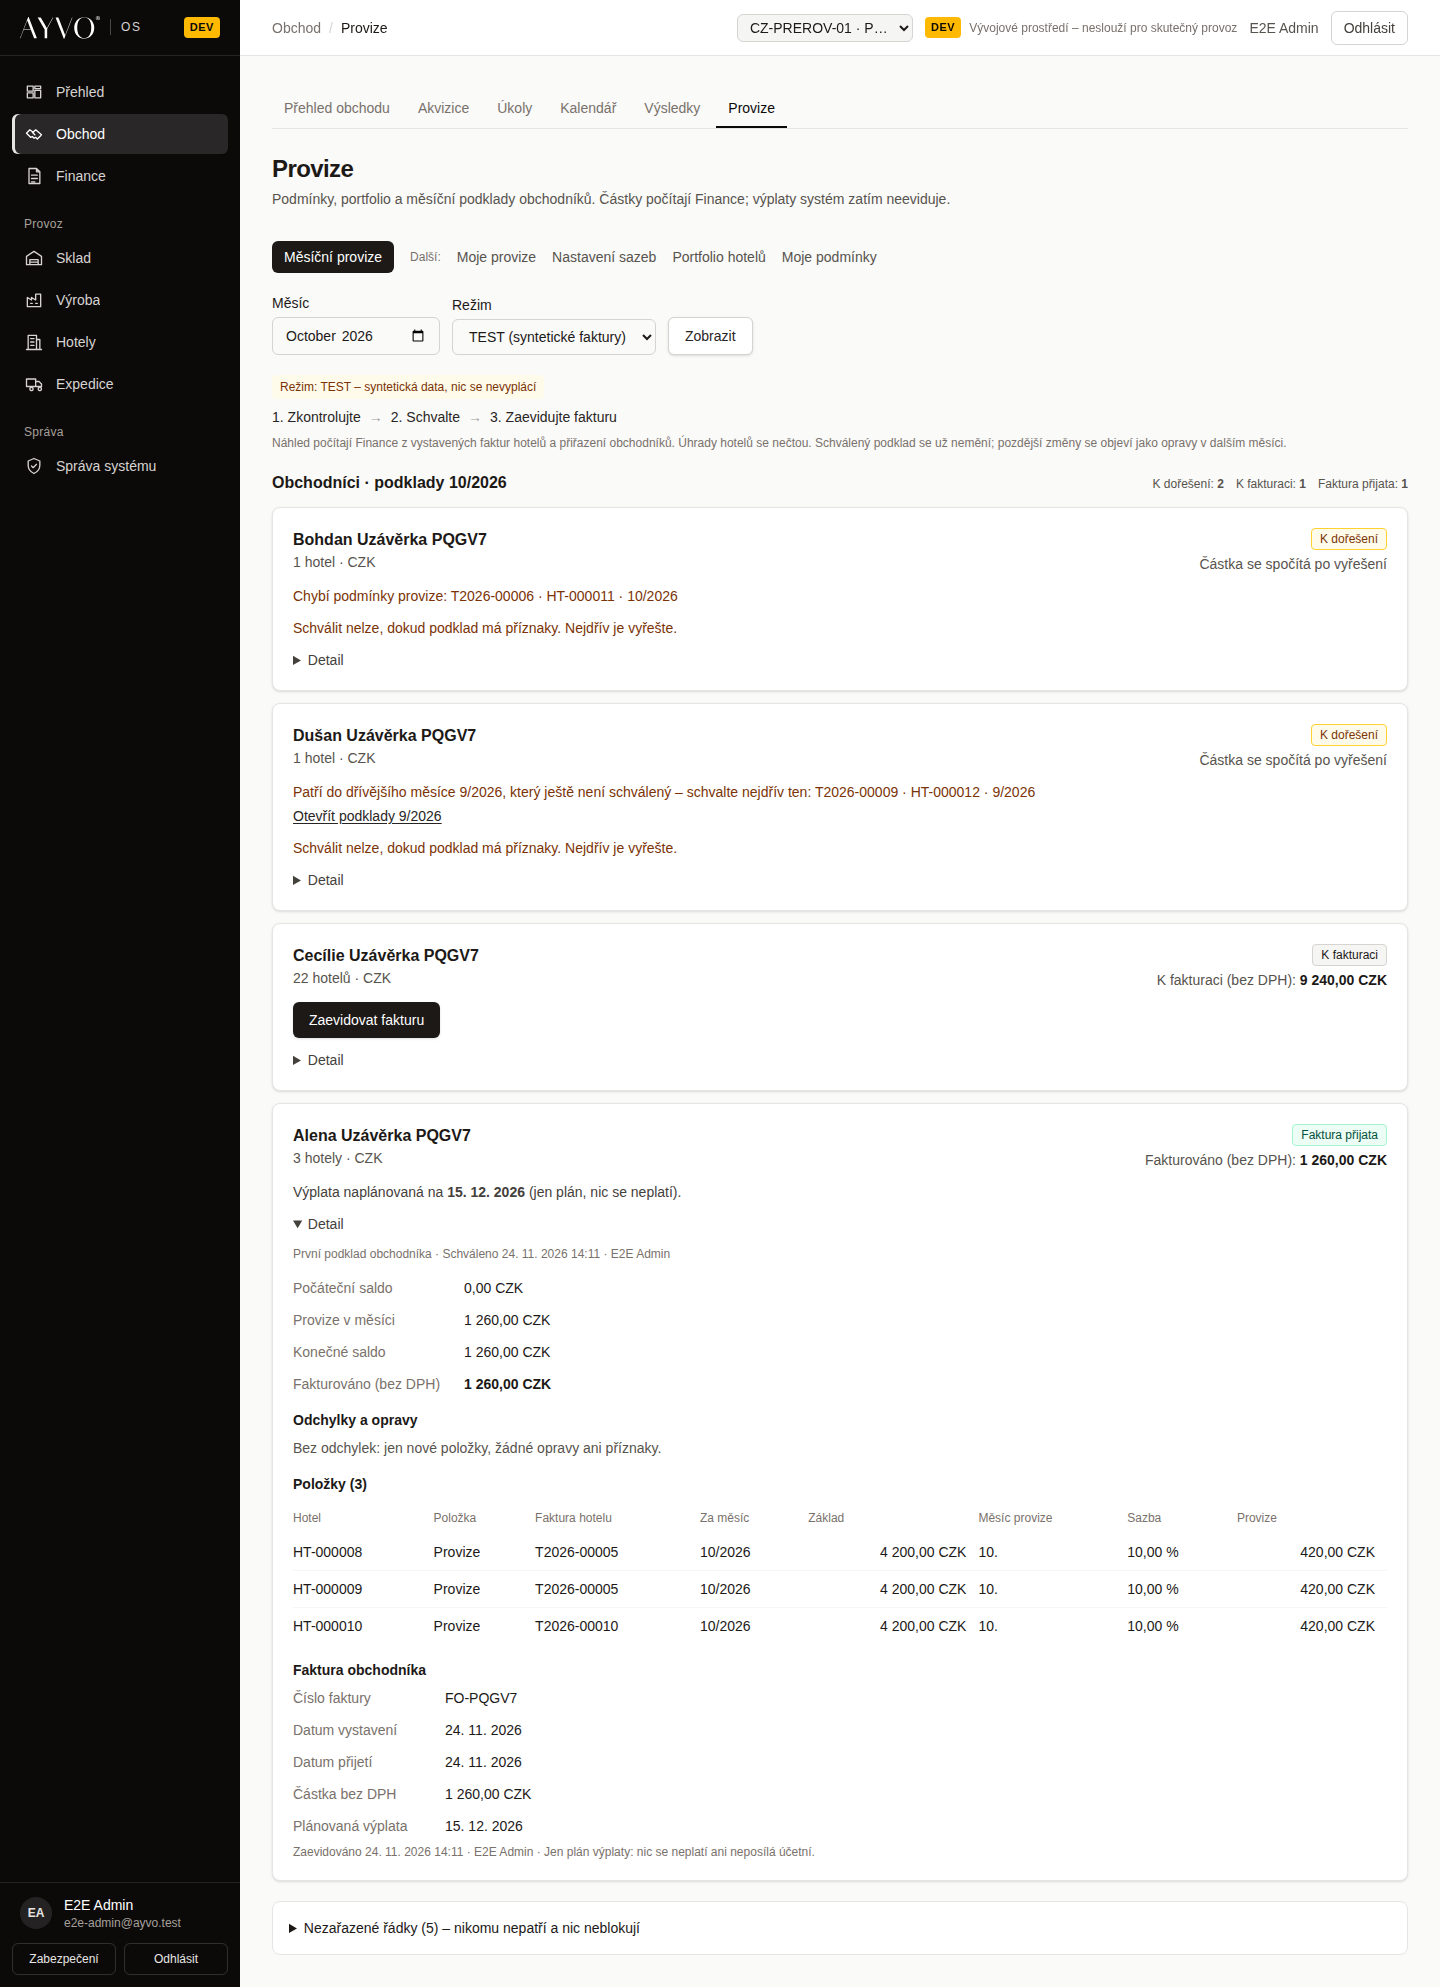 AYVO® OS DEV
Přehled
Obchod
Finance
Provoz
Sklad
Výroba
Hotely
Expedice
Správa
Správa systému
EA E2E Admin
e2e-admin@ayvo.test
Zabezpečení Odhlásit
Obchod / Provize CZ-PREROV-01 · P… DEV Vývojové prostředí – neslouží pro skutečný provoz E2E Admin Odhlásit
Přehled obchodu Akvizice Úkoly Kalendář Výsledky Provize
Provize
Podmínky, portfolio a měsíční podklady obchodníků. Částky počítají Finance; výplaty systém zatím neeviduje.
Měsíční provize Další: Moje provize Nastavení sazeb Portfolio hotelů Moje podmínky
Měsíc Režim
October 2026 TEST (syntetické faktury) Zobrazit
Režim: TEST – syntetická data, nic se nevyplácí
1. Zkontrolujte → 2. Schvalte → 3. Zaevidujte fakturu
Náhled počítají Finance z vystavených faktur hotelů a přiřazení obchodníků. Úhrady hotelů se nečtou. Schválený podklad se už nemění; pozdější změny se objeví jako opravy v dalším měsíci.
Obchodníci · podklady 10/2026 K dořešení: 2 K fakturaci: 1 Faktura přijata: 1
Bohdan Uzávěrka PQGV7 K dořešení
1 hotel · CZK Částka se spočítá po vyřešení
Chybí podmínky provize: T2026-00006 · HT-000011 · 10/2026
Schválit nelze, dokud podklad má příznaky. Nejdřív je vyřešte.
Detail
Dušan Uzávěrka PQGV7 K dořešení
1 hotel · CZK Částka se spočítá po vyřešení
Patří do dřívějšího měsíce 9/2026, který ještě není schválený – schvalte nejdřív ten: T2026-00009 · HT-000012 · 9/2026
Otevřít podklady 9/2026
Schválit nelze, dokud podklad má příznaky. Nejdřív je vyřešte.
Detail
Cecílie Uzávěrka PQGV7 K fakturaci
22 hotelů · CZK K fakturaci (bez DPH): 9 240,00 CZK
Zaevidovat fakturu
Detail
Alena Uzávěrka PQGV7 Faktura přijata
3 hotely · CZK Fakturováno (bez DPH): 1 260,00 CZK
Výplata naplánovaná na 15. 12. 2026 (jen plán, nic se neplatí).
Detail
První podklad obchodníka · Schváleno 24. 11. 2026 14:11 · E2E Admin
Počáteční saldo 0,00 CZK
Provize v měsíci 1 260,00 CZK
Konečné saldo 1 260,00 CZK
Fakturováno (bez DPH) 1 260,00 CZK
Odchylky a opravy
Bez odchylek: jen nové položky, žádné opravy ani příznaky.
Položky (3)
Hotel Položka Faktura hotelu Za měsíc Základ Měsíc provize Sazba Provize
HT-000008 Provize T2026-00005 10/2026 4 200,00 CZK 10. 10,00 % 420,00 CZK
HT-000009 Provize T2026-00005 10/2026 4 200,00 CZK 10. 10,00 % 420,00 CZK
HT-000010 Provize T2026-00010 10/2026 4 200,00 CZK 10. 10,00 % 420,00 CZK
Faktura obchodníka
Číslo faktury FO-PQGV7
Datum vystavení 24. 11. 2026
Datum přijetí 24. 11. 2026
Částka bez DPH 1 260,00 CZK
Plánovaná výplata 15. 12. 2026
Zaevidováno 24. 11. 2026 14:11 · E2E Admin · Jen plán výplaty: nic se neplatí ani neposílá účetní.
Nezařazené řádky (5) – nikomu nepatří a nic neblokují